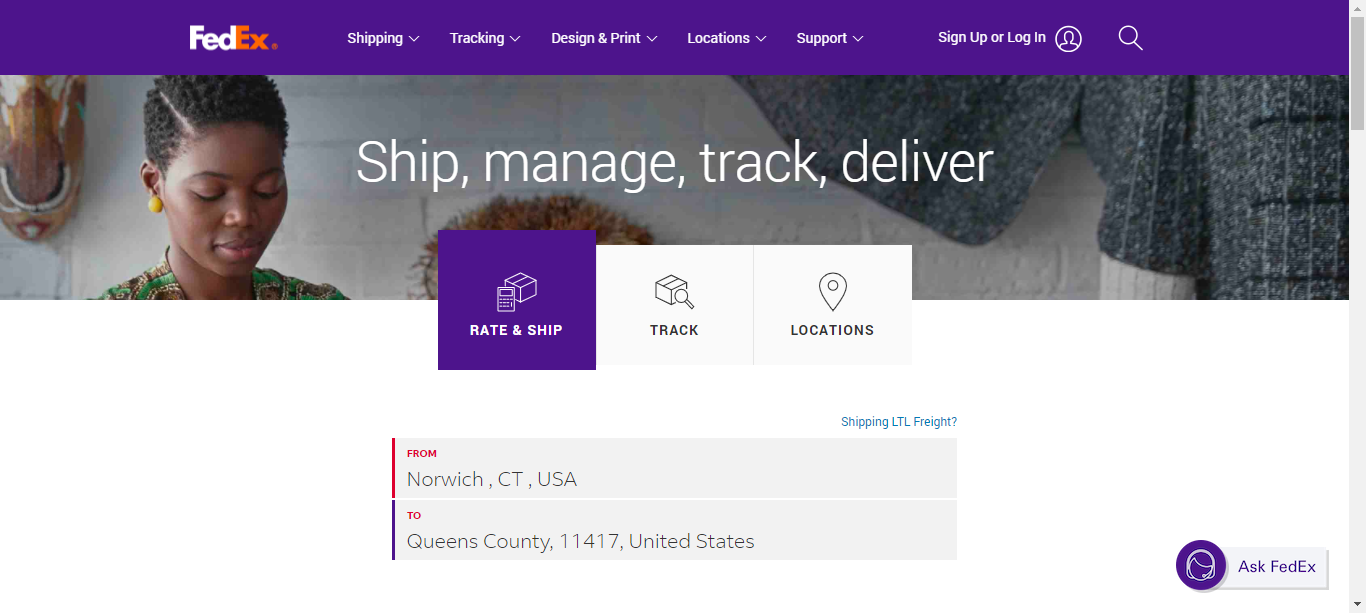 FedEx®
Shipping
Tracking
Design & Print
Locations
Support
Sign Up or Log In
Ship, manage, track, deliver
RATE & SHIP
TRACK
LOCATIONS
Shipping LTL Freight?
FROM
Norwich , CT , USA
TO
Queens County, 11417, United States
Ask FedEx